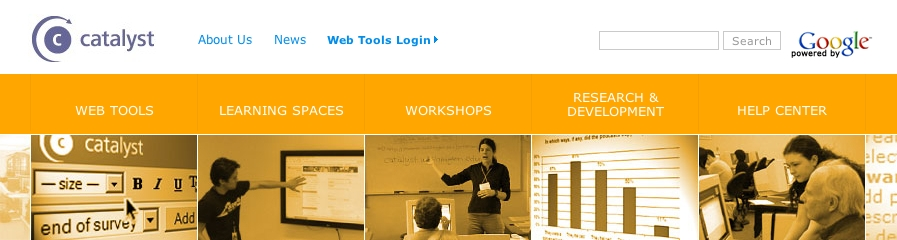 catalyst
About Us
News
Web Tools Login
Search
Google™
powered by
WEB TOOLS
LEARNING SPACES
WORKSHOPS
RESEARCH &
DEVELOPMENT
HELP CENTER
catalyst
size
B I U T
end of survey
Add